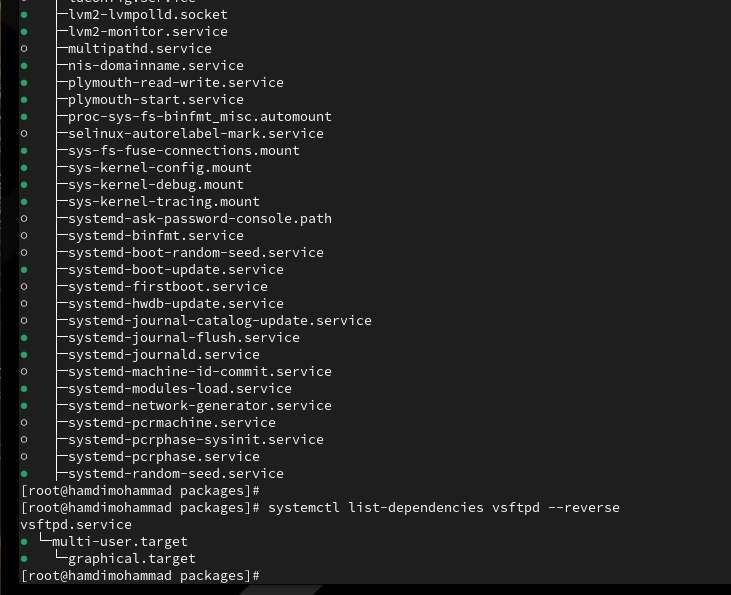 ├─ldconfig.service
● ├─lvm2-lvmpolld.socket
● ├─lvm2-monitor.service
○ ├─multipathd.service
● ├─nis-domainname.service
● ├─plymouth-read-write.service
● ├─plymouth-start.service
● ├─proc-sys-fs-binfmt_misc.automount
○ ├─selinux-autorelabel-mark.service
● ├─sys-fs-fuse-connections.mount
● ├─sys-kernel-config.mount
● ├─sys-kernel-debug.mount
● ├─sys-kernel-tracing.mount
○ ├─systemd-ask-password-console.path
○ ├─systemd-binfmt.service
○ ├─systemd-boot-random-seed.service
● ├─systemd-boot-update.service
○ ├─systemd-firstboot.service
○ ├─systemd-hwdb-update.service
○ ├─systemd-journal-catalog-update.service
● ├─systemd-journal-flush.service
● ├─systemd-journald.service
○ ├─systemd-machine-id-commit.service
● ├─systemd-modules-load.service
● ├─systemd-network-generator.service
○ ├─systemd-pcrmachine.service
○ ├─systemd-pcrphase-sysinit.service
○ ├─systemd-pcrphase.service
● ├─systemd-random-seed.service
[root@hamdimohammad packages]#
[root@hamdimohammad packages]# systemctl list-dependencies vsftpd --reverse
vsftpd.service
● └─multi-user.target
●   └─graphical.target
[root@hamdimohammad packages]#